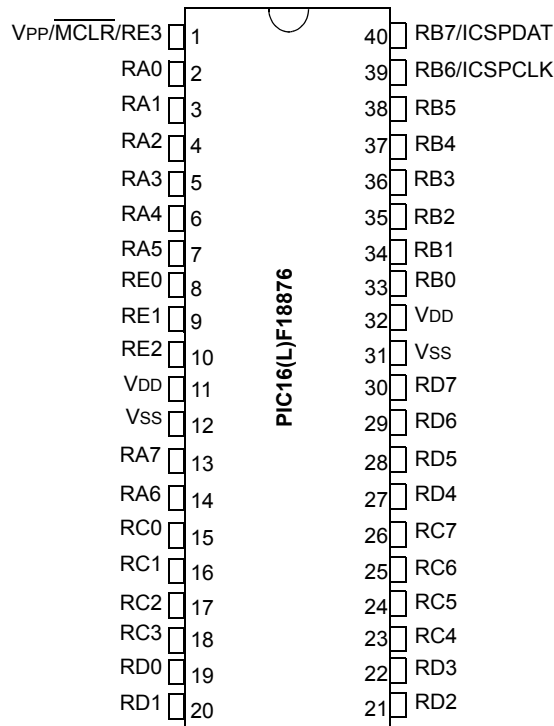 VPP/MCLR/RE3 1 40 RB7/ICSPDAT
RA0 2 39 RB6/ICSPCLK
RA1 3 38 RB5
RA2 4 37 RB4
RA3 5 36 RB3
RA4 6 35 RB2
RA5 7 34 RB1
RE0 8 33 RB0
RE1 9 32 VDD
RE2 10 31 VSS
VDD 11 30 RD7
VSS 12 29 RD6
RA7 13 28 RD5
RA6 14 27 RD4
RC0 15 26 RC7
RC1 16 25 RC6
RC2 17 24 RC5
RC3 18 23 RC4
RD0 19 22 RD3
RD1 20 21 RD2
PIC16(L)F18876